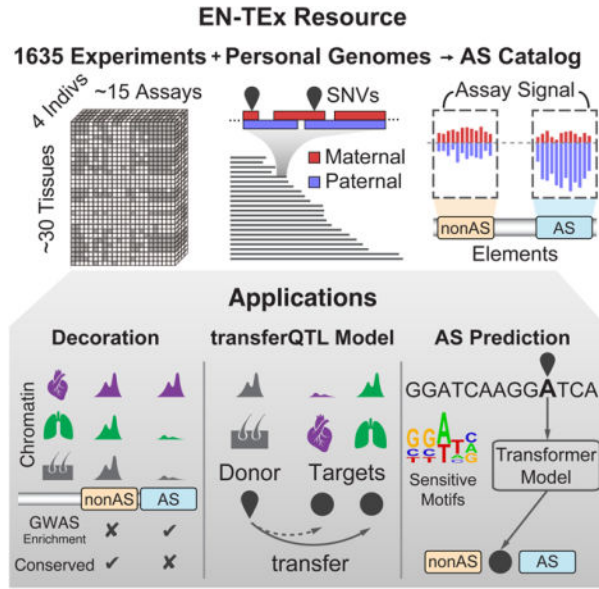 EN-TEx Resource
1635 Experiments + Personal Genomes → AS Catalog
4 Indivs
~15 Assays
~30 Tissues
SNVs
Maternal
Paternal
Assay Signal
nonAS
AS
Elements
Applications
Decoration
Chromatin
nonAS
AS
GWAS
Enrichment ✘ ✔
Conserved ✔ ✘
transferQTL Model
Donor
Targets
transfer
AS Prediction
GGATCAAGGATCA
Sensitive
Motifs
Transformer
Model
nonAS
AS